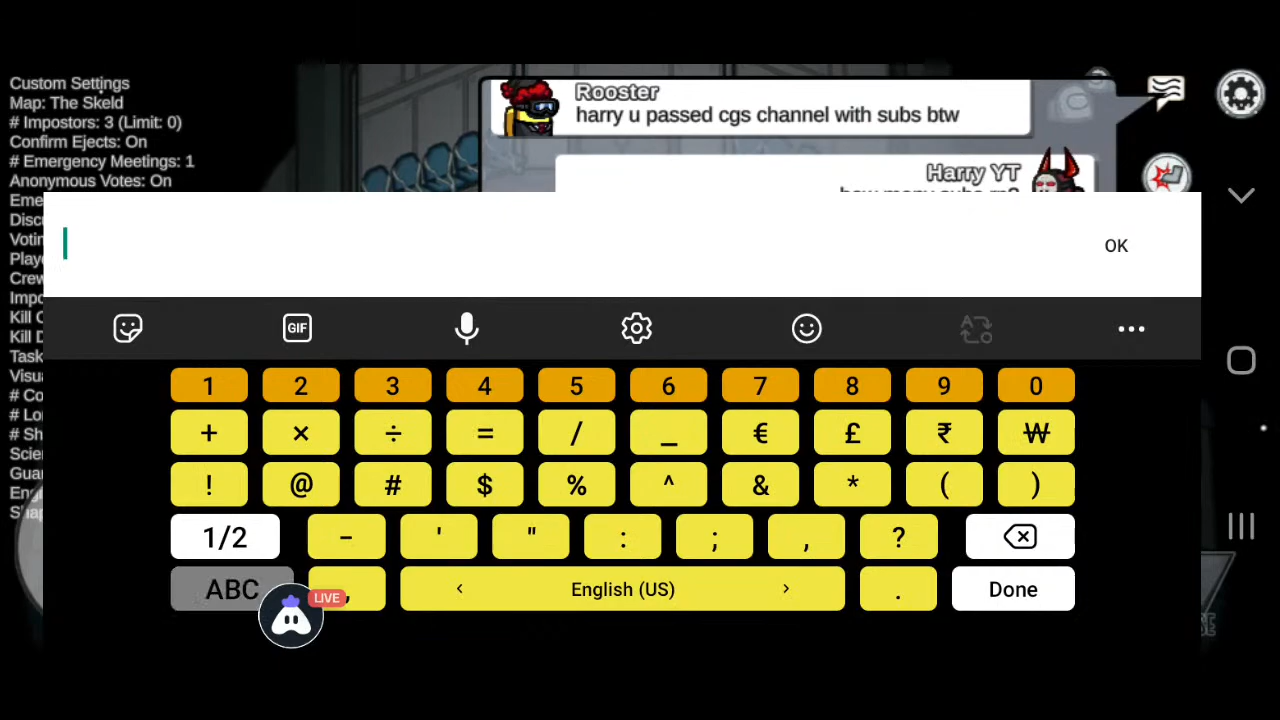 Custom Settings
Map: The Skeld
# Impostors: 3 (Limit: 0)
Confirm Ejects: On
# Emergency Meetings: 1
Anonymous Votes: On
Rooster
harry u passed cgs channel with subs btw
Harry YT
OK
GIF
1 2 3 4 5 6 7 8 9 0
+ × ÷ = / _ € £ ₹ ₩
! @ # $ % ^ & * ( )
1/2 - ' " : ; , ?
ABC , < English (US) > . Done
LIVE